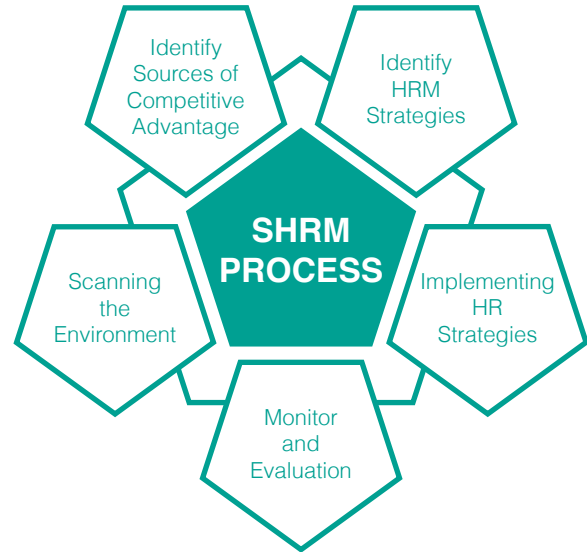 Identify
Sources of
Competitive
Advantage
Identify
HRM
Strategies
SHRM
PROCESS
Scanning
the
Environment
Implementing
HR
Strategies
Monitor
and
Evaluation